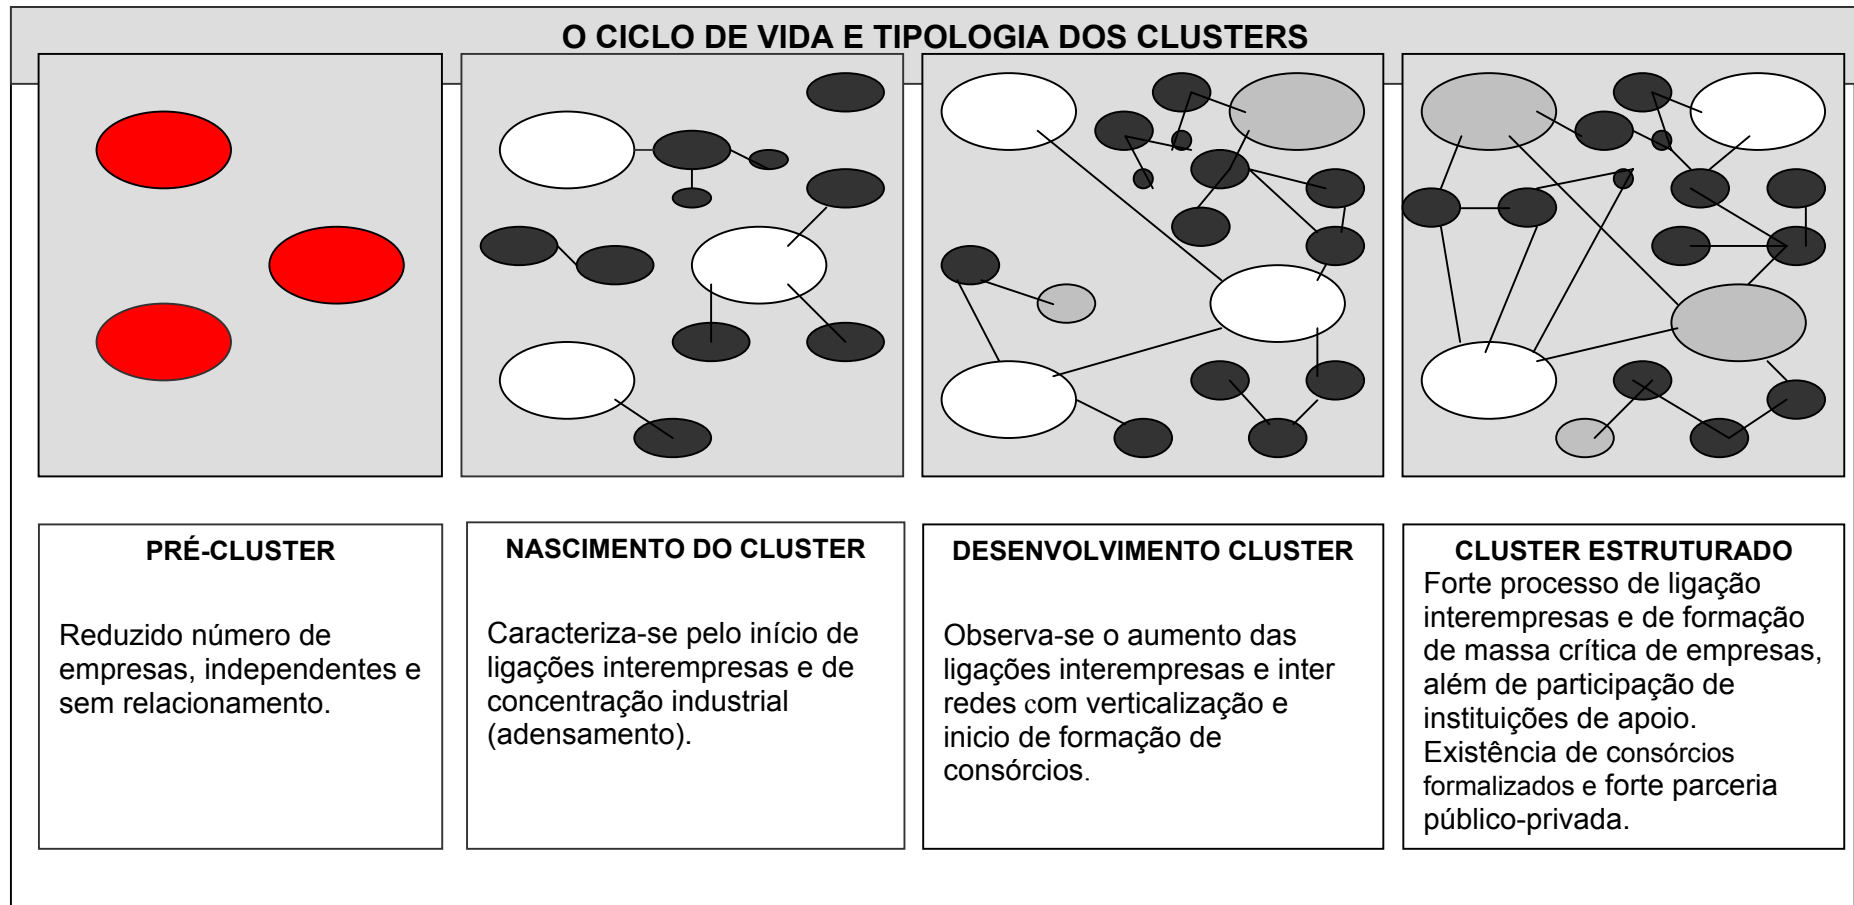 O CICLO DE VIDA E TIPOLOGIA DOS CLUSTERS
PRÉ-CLUSTER
Reduzido número de
empresas, independentes e
sem relacionamento.
NASCIMENTO DO CLUSTER
Caracteriza-se pelo início de
ligações interempresas e de
concentração industrial
(adensamento).
DESENVOLVIMENTO CLUSTER
Observa-se o aumento das
ligações interempresas e inter
redes com verticalização e
inicio de formação de
consórcios.
CLUSTER ESTRUTURADO
Forte processo de ligação
interempresas e de formação
de massa crítica de empresas,
além de participação de
instituições de apoio.
Existência de consórcios
formalizados e forte parceria
público-privada.